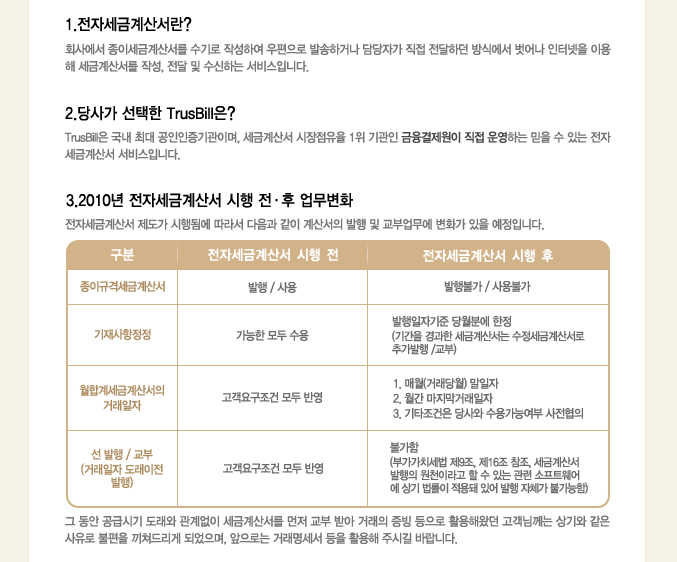 1.전자세금계산서란?
회사에서 종이세금계산서를 수기로 작성하여 우편으로 발송하거나 담당자가 직접 전달하던 방식에서 벗어나 인터넷을 이용
해 세금계산서를 작성, 전달 및 수신하는 서비스입니다.
2.당사가 선택한 TrusBill은?
TrusBill은 국내 최대 공인인증기관이며, 세금계산서 시장점유율 1위 기관인 금융결제원이 직접 운영하는 믿을 수 있는 전자
세금계산서 서비스입니다.
3.2010년 전자세금계산서 시행 전·후 업무변화
전자세금계산서 제도가 시행됨에 따라서 다음과 같이 계산서의 발행 및 교부업무에 변화가 있을 예정입니다.
구분 전자세금계산서 시행 전 전자세금계산서 시행 후
종이규격세금계산서 발행 / 사용 발행불가 / 사용불가
기재사항정정 가능한 모두 수용
발행일자기준 당월분에 한정
(기간을 경과한 세금계산서는 수정세금계산서로
추가발행 /교부)
월합계세금계산서의
거래일자
고객요구조건 모두 반영
1. 매월(거래당월) 말일자
2. 월간 마지막거래일자
3. 기타조건은 당사와 수용가능여부 사전협의
선 발행 / 교부
(거래일자 도래이전
발행)
고객요구조건 모두 반영
불가함
(부가가치세법 제9조, 제16조 참조, 세금계산서
발행의 원천이라고 할 수 있는 관련 소프트웨어
에 상기 법률이 적용돼 있어 발행 자체가 불가능함)
그 동안 공급시기 도래와 관계없이 세금계산서를 먼저 교부 받아 거래의 증빙 등으로 활용해왔던 고객님께는 상기와 같은
사유로 불편을 끼쳐드리게 되었으며, 앞으로는 거래명세서 등을 활용해 주시길 바랍니다.